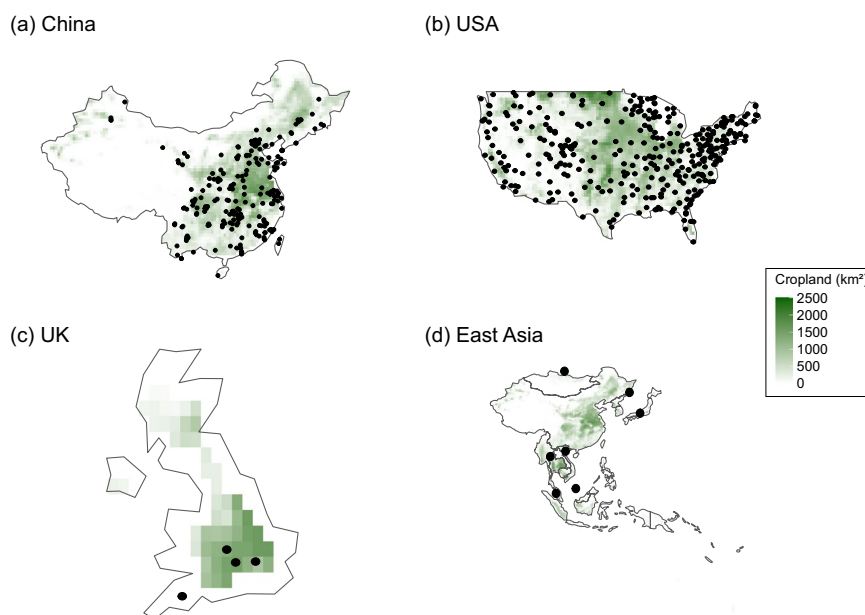 (a) China
(b) USA
Cropland (km²)
2500
2000
1500
1000
500
0
(c) UK
(d) East Asia